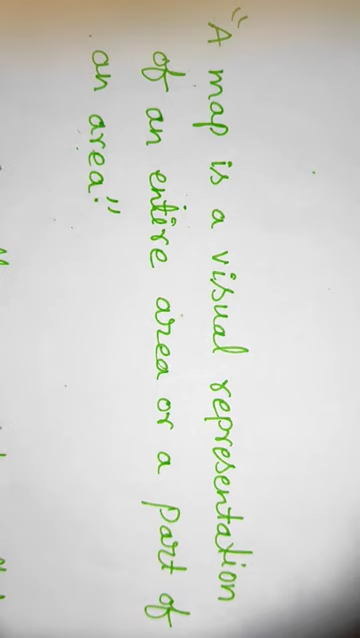 "A map is a visual representation
of an entire area or a part of
an area."